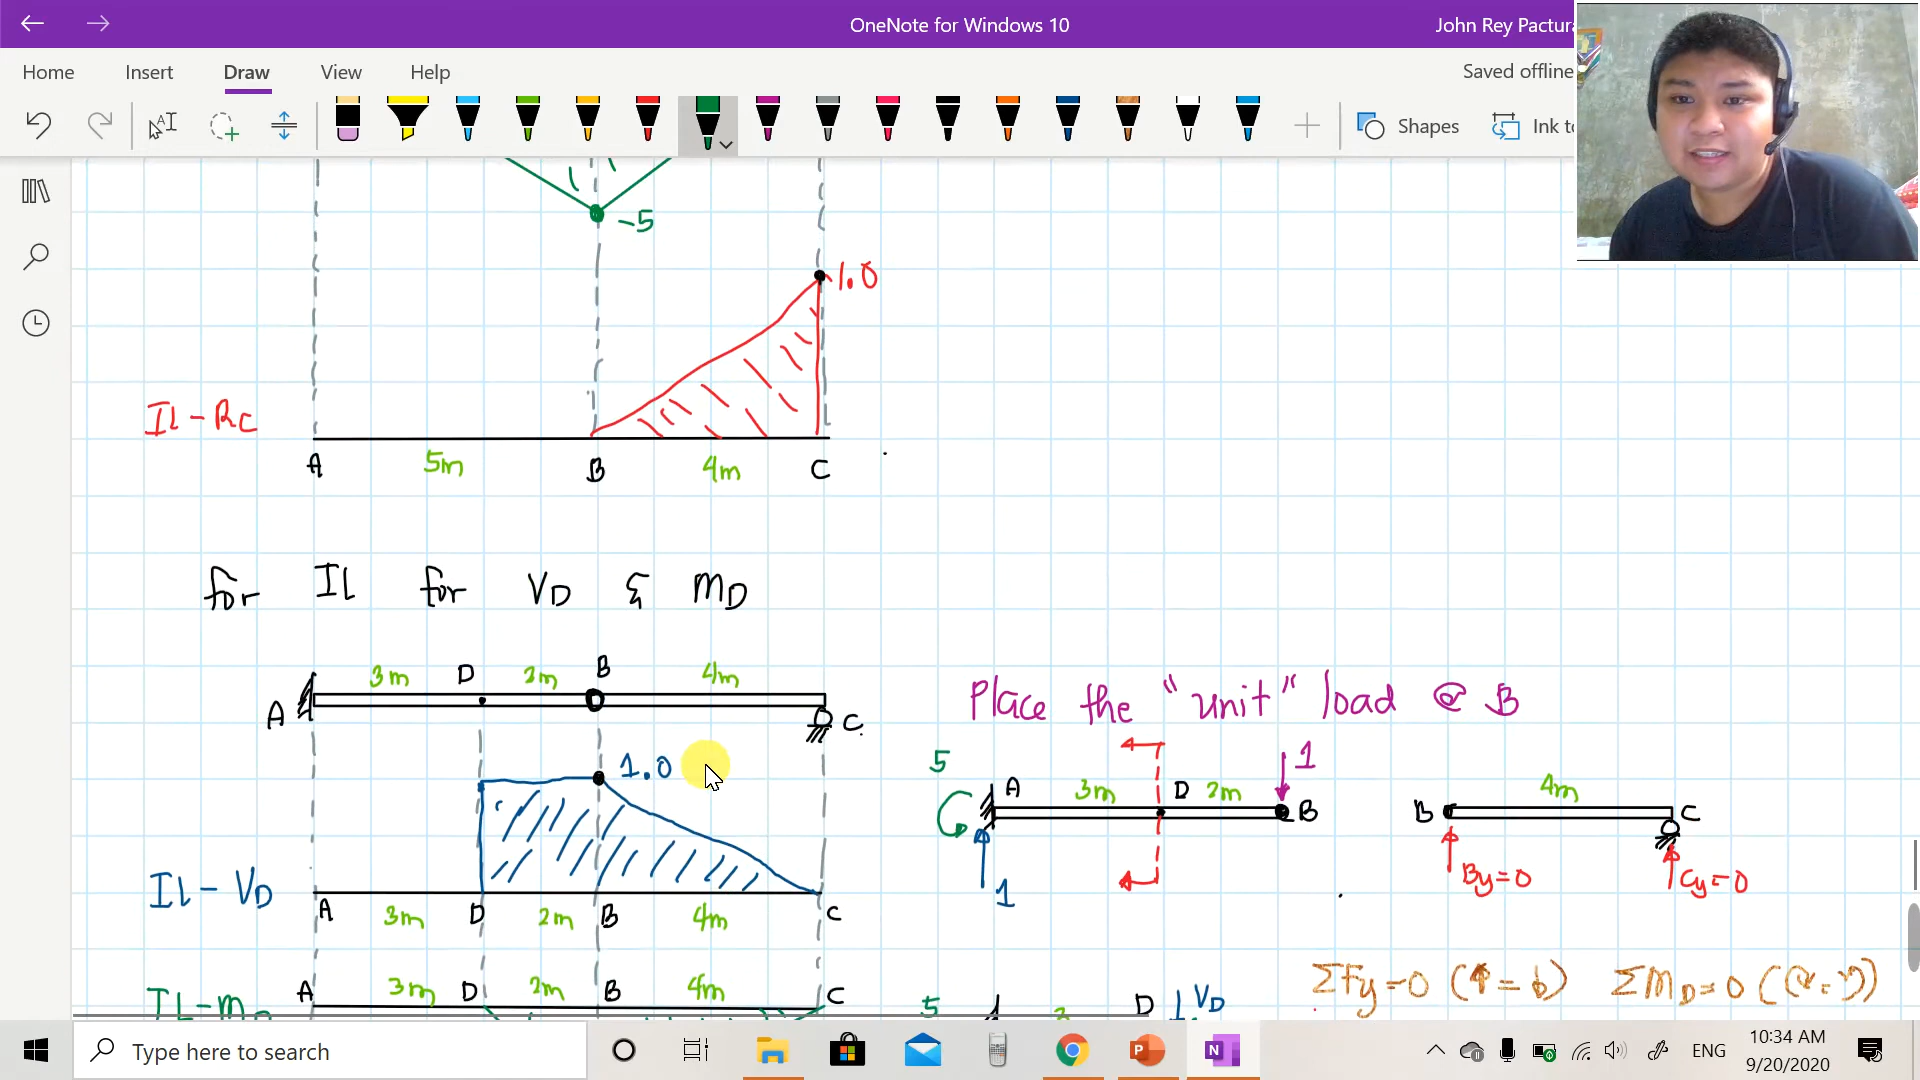 OneNote for Windows 10
John Rey Pactura
Home Insert Draw View Help
Saved offline
Shapes
Ink to
-5
1.0
IL - RC
A 5m B 4m C
for IL for VD & MD
3m D 2m B 4m
A C
1.0
IL - VD
A 3m D 2m B 4m C
A 3m D 2m B 4m C
Place the "unit" load @ B
5 A 3m D 2m 1 B
1
B 4m C
By=0 Cy=0
5 D VD
ΣFy=0 ΣMD=0
Type here to search
ENG
10:34 AM
9/20/2020